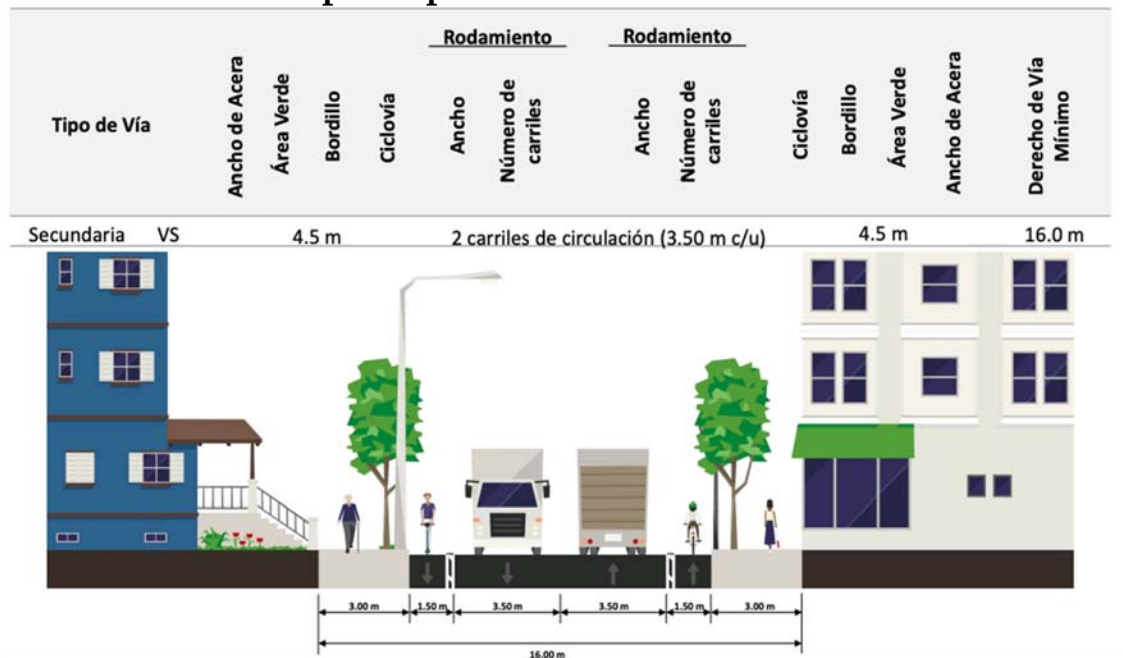 Rodamiento Rodamiento
Tipo de Vía
Ancho de Acera
Área Verde
Bordillo
Ciclovía
Ancho
Número de
carriles
Ancho
Número de
carriles
Ciclovía
Bordillo
Área Verde
Ancho de Acera
Derecho de Vía
Mínimo
Secundaria VS 4.5 m 2 carriles de circulación (3.50 m c/u) 4.5 m 16.0 m
3.00 m 1.50 m 3.50 m 3.50 m 1.50 m 3.00 m
16.00 m